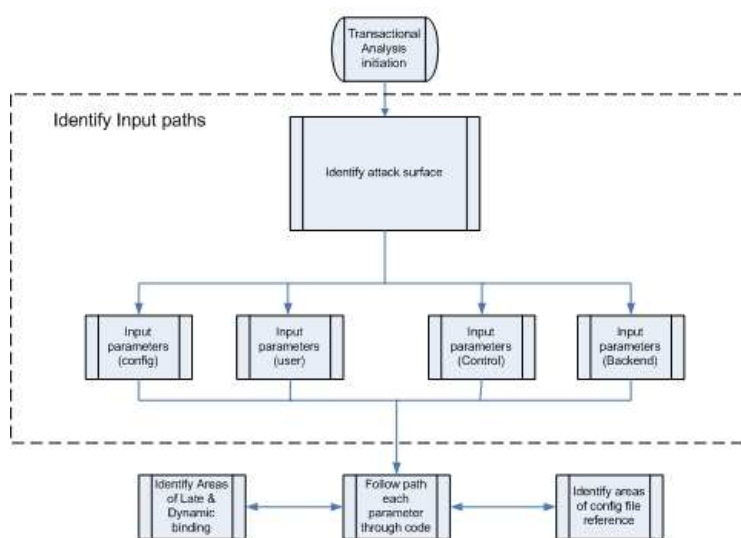 Transactional
Analysis
initiation
Identify Input paths
Identify attack surface
Input
parameters
(config)
Input
parameters
(user)
Input
parameters
(Control)
Input
parameters
(Backend)
Identify Areas
of Late &
Dynamic
binding
Follow path
each
parameter
through code
Identify areas
of config file
reference